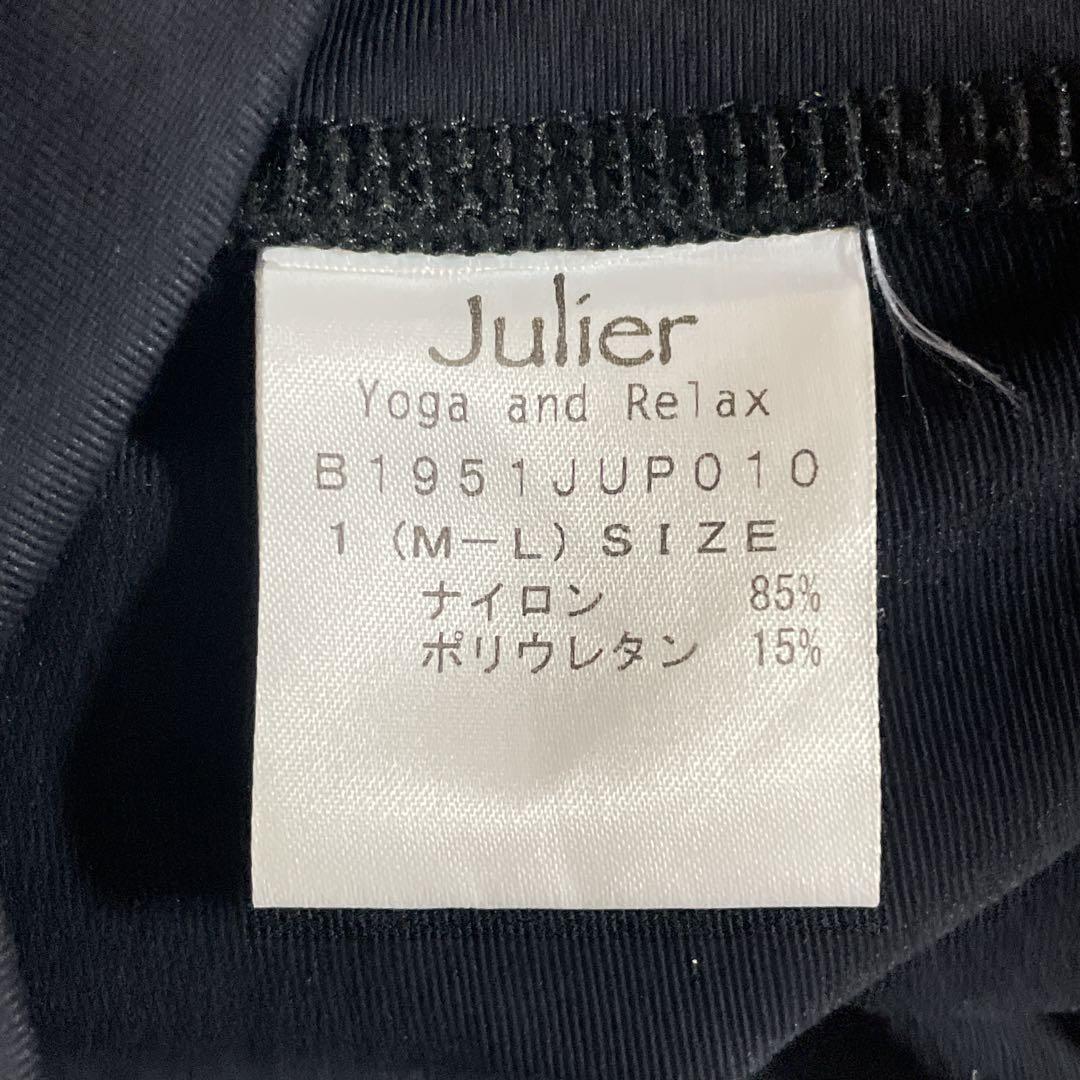 Julier
Yoga and Relax
B1951JUP010
1 (M-L) SIZE
ナイロン 85%
ポリウレタン 15%